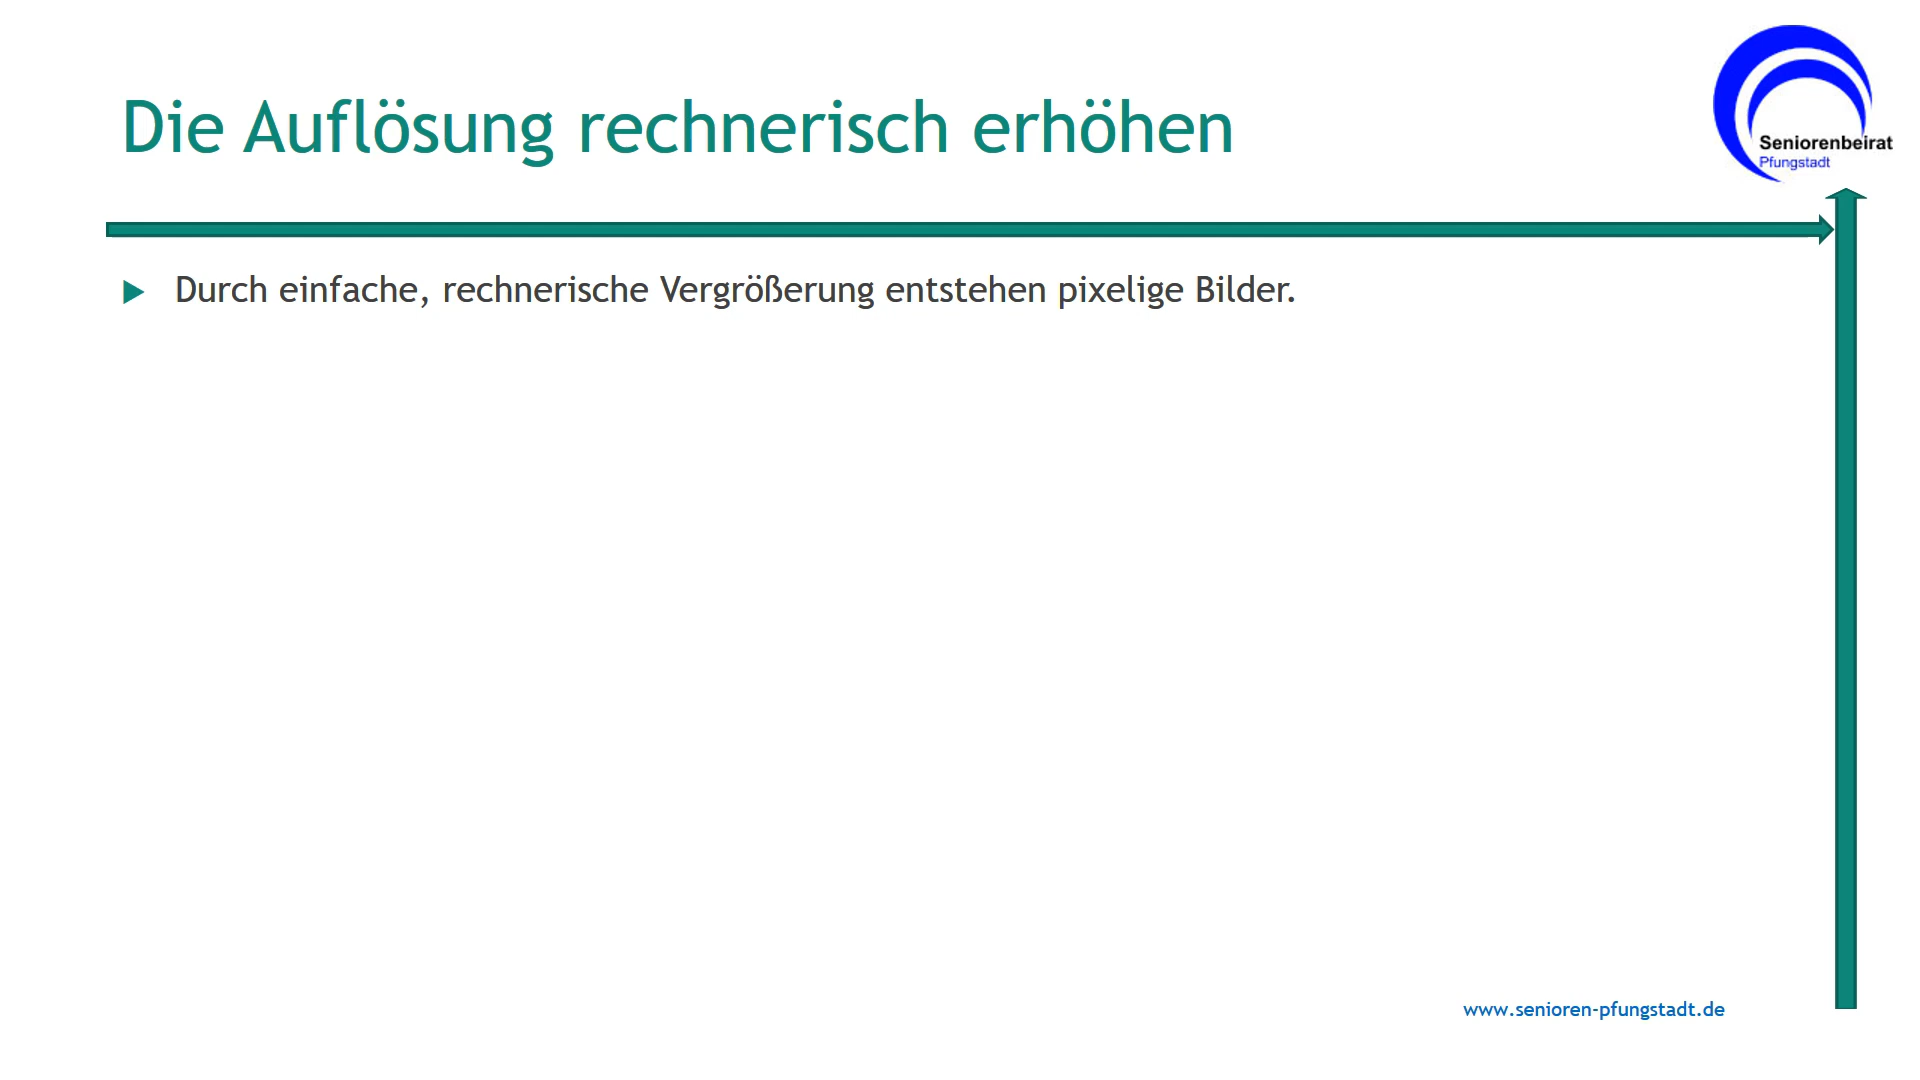 Die Auflösung rechnerisch erhöhen
Seniorenbeirat
Pfungstadt
Durch einfache, rechnerische Vergrößerung entstehen pixelige Bilder.
www.senioren-pfungstadt.de